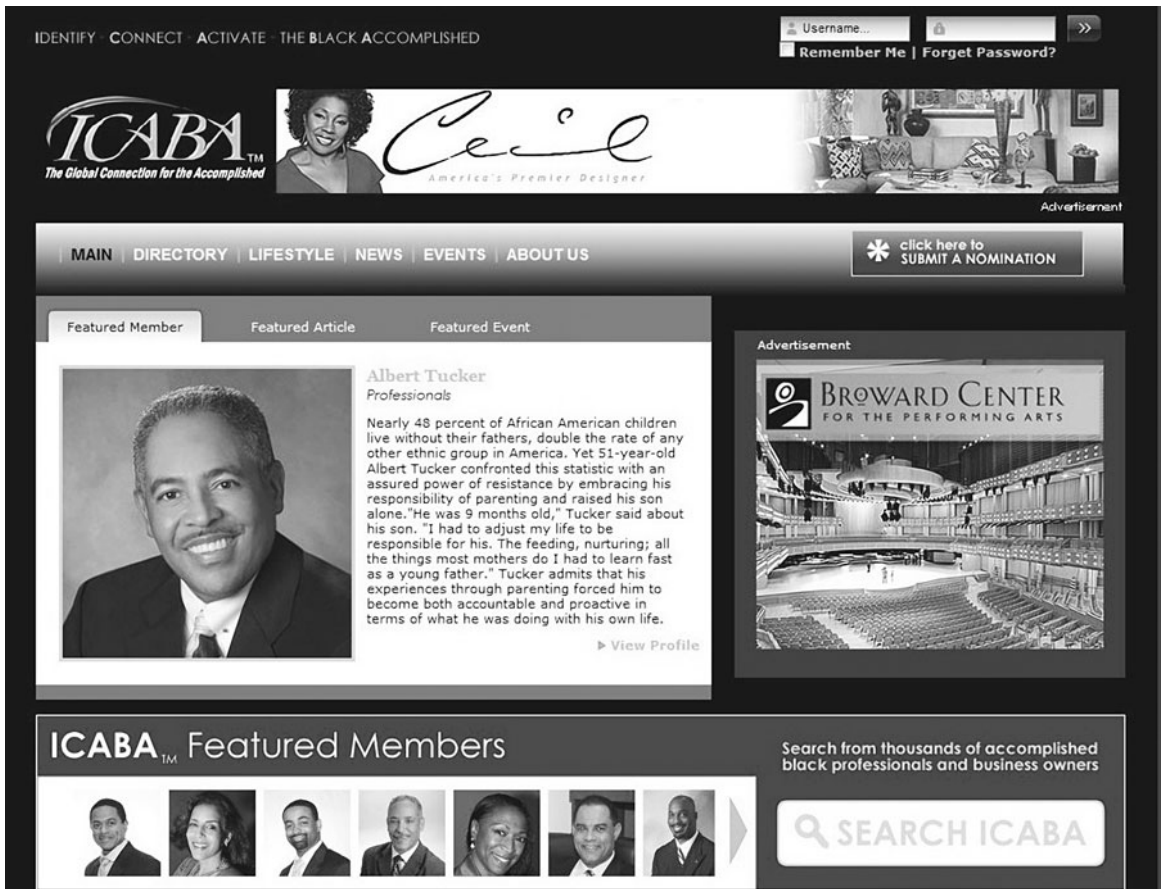 IDENTIFY · CONNECT · ACTIVATE · THE BLACK ACCOMPLISHED
Username...
Remember Me | Forget Password?
ICABA TM
The Global Connection for the Accomplished
Cecil
America's Premier Designer
Advertisement
MAIN | DIRECTORY | LIFESTYLE | NEWS | EVENTS | ABOUT US
click here to
SUBMIT A NOMINATION
Featured Member
Featured Article
Featured Event
Albert Tucker
Professionals
Nearly 48 percent of African American children
live without their fathers, double the rate of any
other ethnic group in America. Yet 51-year-old
Albert Tucker confronted this statistic with an
assured power of resistance by embracing his
responsibility of parenting and raised his son
alone."He was 9 months old," Tucker said about
his son. "I had to adjust my life to be
responsible for his. The feeding, nurturing; all
the things most mothers do I had to learn fast
as a young father." Tucker admits that his
experiences through parenting forced him to
become both accountable and proactive in
terms of what he was doing with his own life.
View Profile
Advertisement
BROWARD CENTER
FOR THE PERFORMING ARTS
ICABA TM Featured Members
Search from thousands of accomplished
black professionals and business owners
SEARCH ICABA